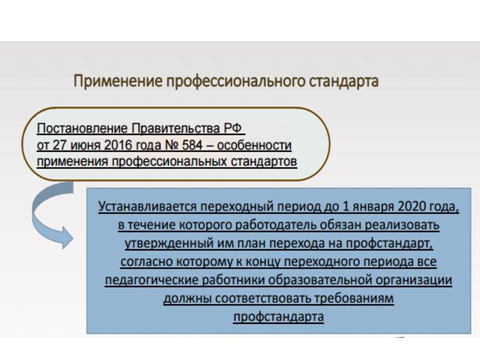 Применение профессионального стандарта
Постановление Правительства РФ
от 27 июня 2016 года № 584 – особенности
применения профессиональных стандартов
Устанавливается переходный период до 1 января 2020 года,
в течение которого работодатель обязан реализовать
утвержденный им план перехода на профстандарт,
согласно которому к концу переходного периода все
педагогические работники образовательной организации
должны соответствовать требованиям
профстандарта